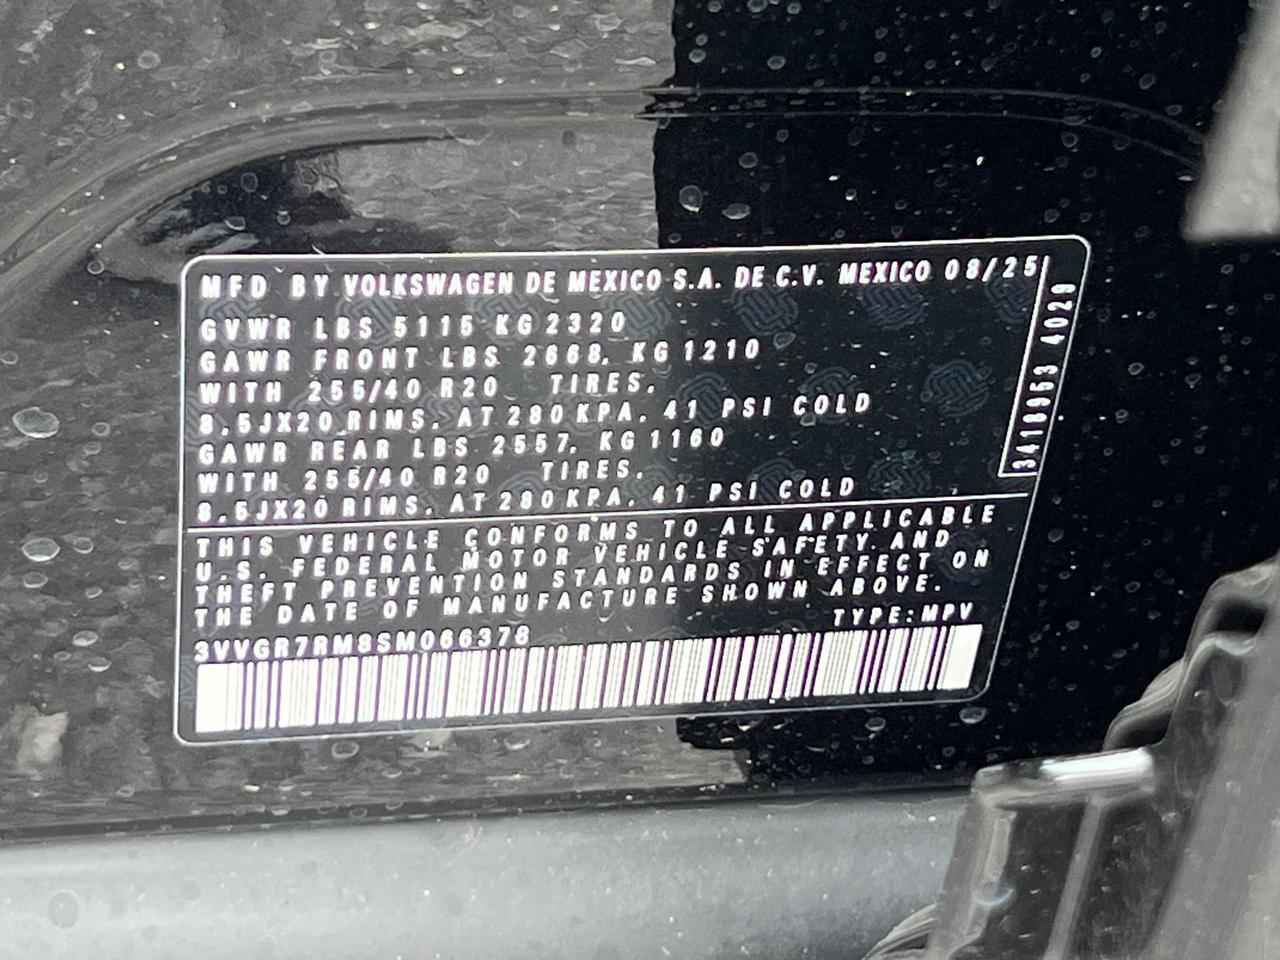 MFD BY VOLKSWAGEN DE MEXICO S.A. DE C.V. MEXICO 08/25
GVWR LBS 5115 KG 2320
GAWR FRONT LBS 2668, KG 1210
WITH 255/40 R20 TIRES,
8.5JX20 RIMS, AT 280 KPA, 41 PSI COLD
GAWR REAR LBS 2557, KG 1160
WITH 255/40 R20 TIRES,
8.5JX20 RIMS, AT 280 KPA, 41 PSI COLD
THIS VEHICLE CONFORMS TO ALL APPLICABLE
U.S. FEDERAL MOTOR VEHICLE SAFETY AND
THEFT PREVENTION STANDARDS IN EFFECT ON
THE DATE OF MANUFACTURE SHOWN ABOVE.
TYPE: MPV
3VVGR7RM8SM066378